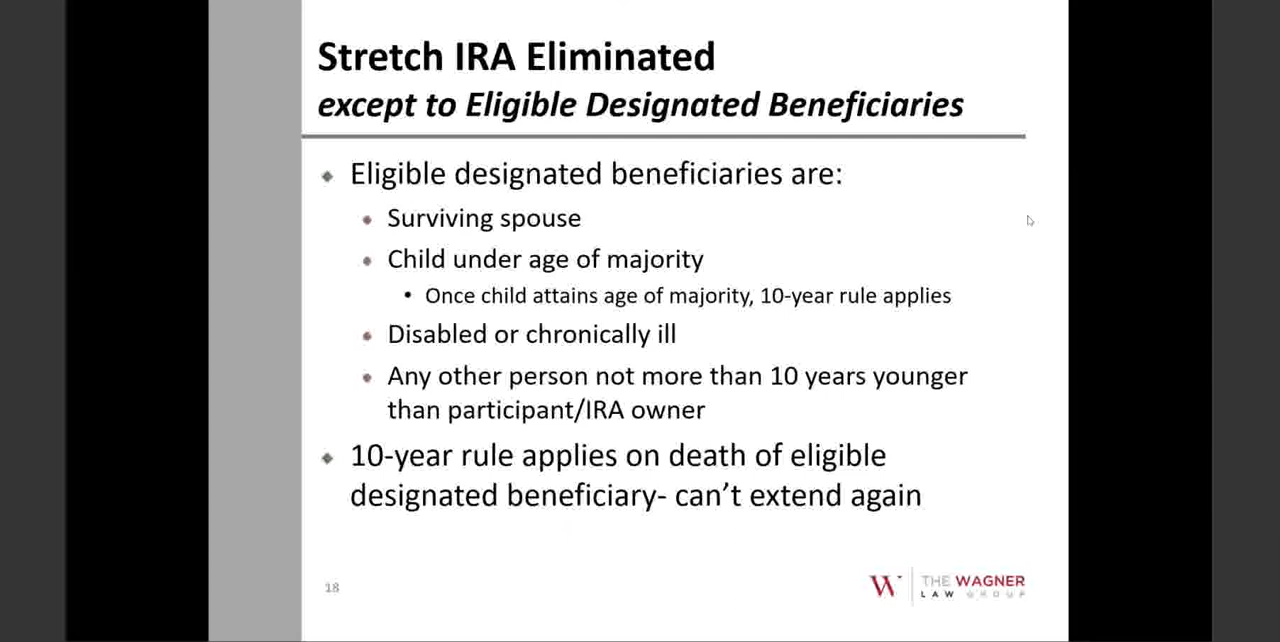 Stretch IRA Eliminated
except to Eligible Designated Beneficiaries
Eligible designated beneficiaries are:
Surviving spouse
Child under age of majority
Once child attains age of majority, 10-year rule applies
Disabled or chronically ill
Any other person not more than 10 years younger
than participant/IRA owner
10-year rule applies on death of eligible
designated beneficiary- can’t extend again
18
W
THE WAGNER
LAW GROUP